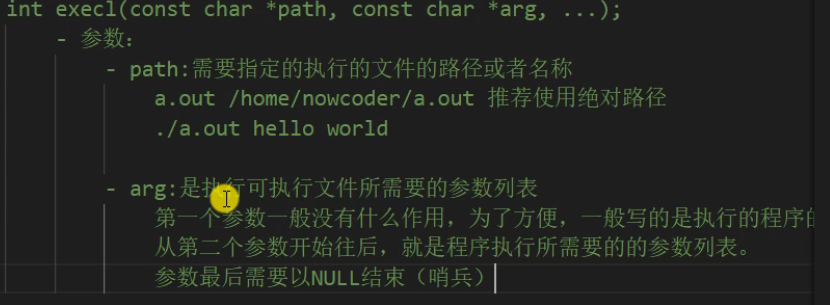 int execl(const char *path, const char *arg, ...);
- 参数：
- path:需要指定的执行的文件的路径或者名称
a.out /home/nowcoder/a.out 推荐使用绝对路径
./a.out hello world
- arg:是执行可执行文件所需要的参数列表
第一个参数一般没有什么作用，为了方便，一般写的是执行的程序的
从第二个参数开始往后，就是程序执行所需要的的参数列表。
参数最后需要以NULL结束（哨兵）